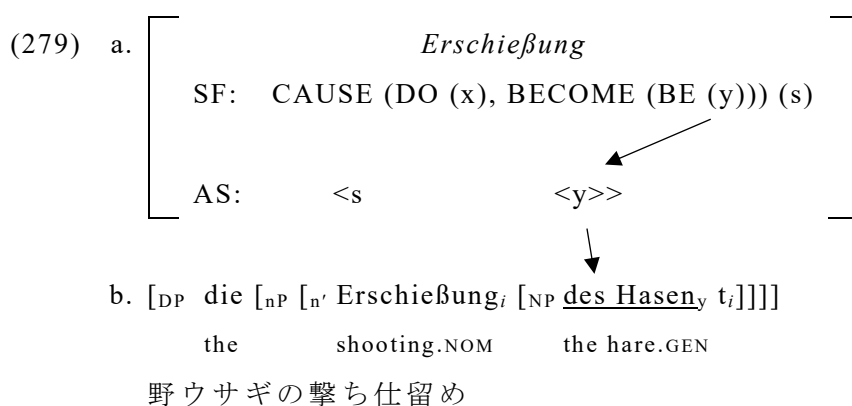 (279) a. Erschießung
SF: CAUSE (DO (x), BECOME (BE (y))) (s)
AS: <s <y>>
b. [DP die [nP [n′ Erschießungi [NP des Haseny ti]]]]
the shooting.NOM the hare.GEN
野ウサギの撃ち仕留め